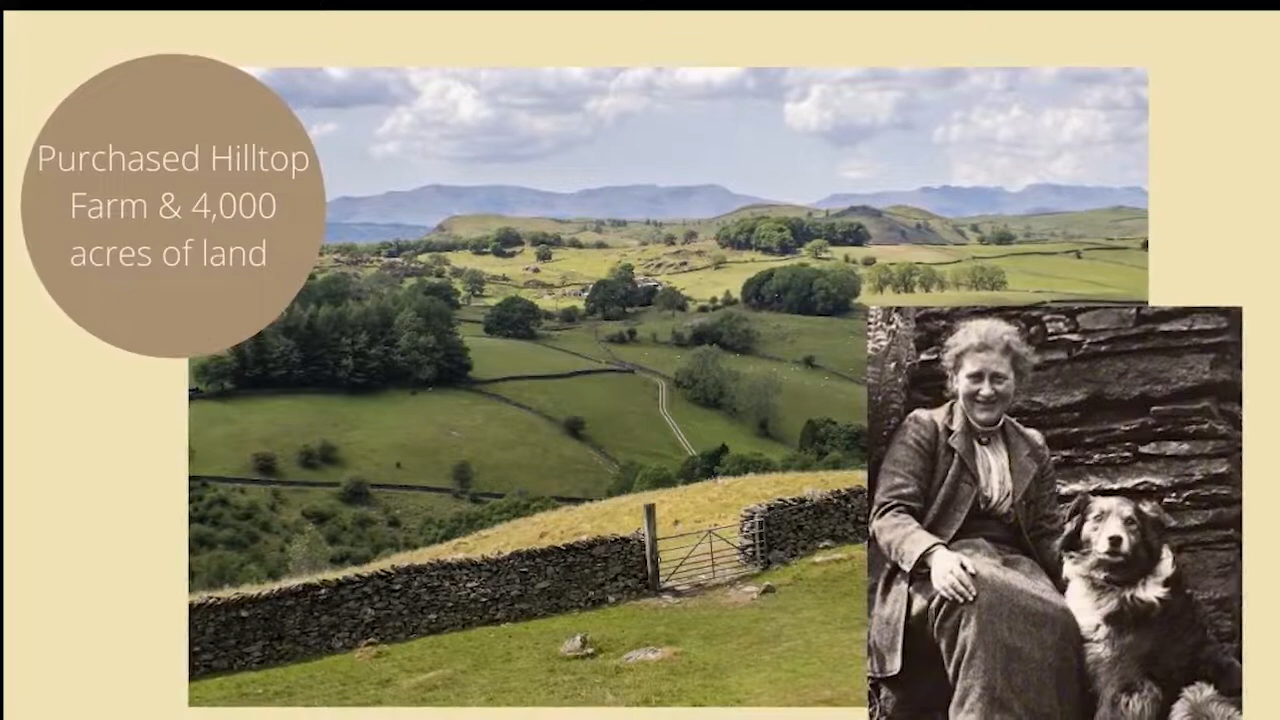 Purchased Hilltop
Farm & 4,000
acres of land